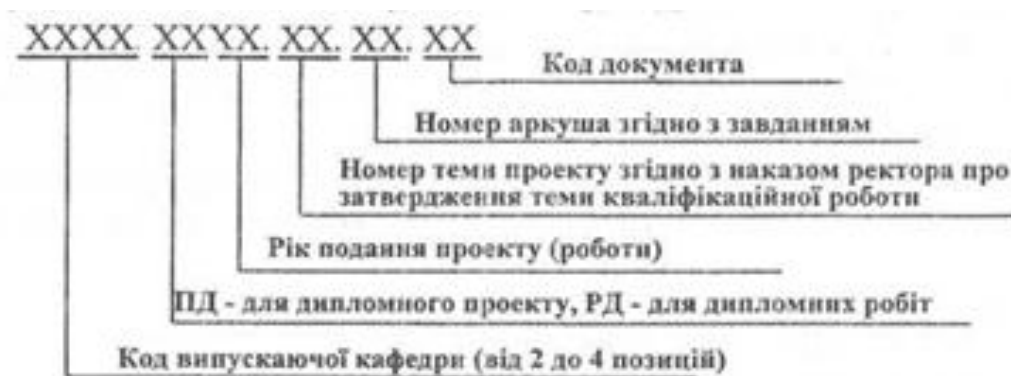 XXXX XXXX. XX. XX. XX
Код документа
Номер аркуша згідно з завданням
Номер теми проекту згідно з наказом ректора про
затвердження теми кваліфікаційної роботи
Рік подання проекту (роботи)
ПД - для дипломного проекту, РД - для дипломних робіт
Код випускаючої кафедри (від 2 до 4 позицій)